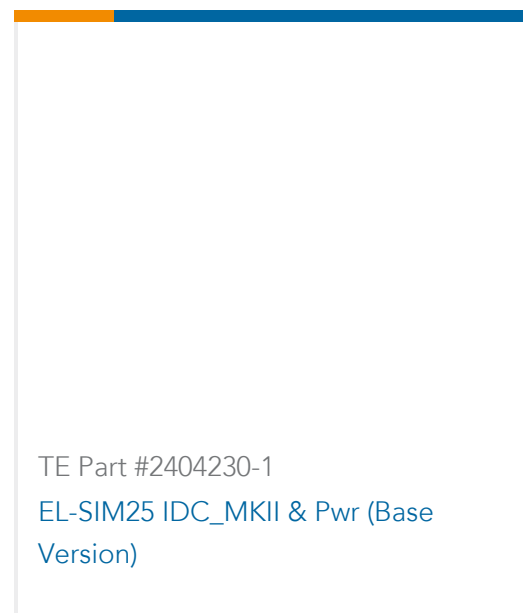 TE Part #2404230-1
EL-SIM25 IDC_MKII & Pwr (Base
Version)